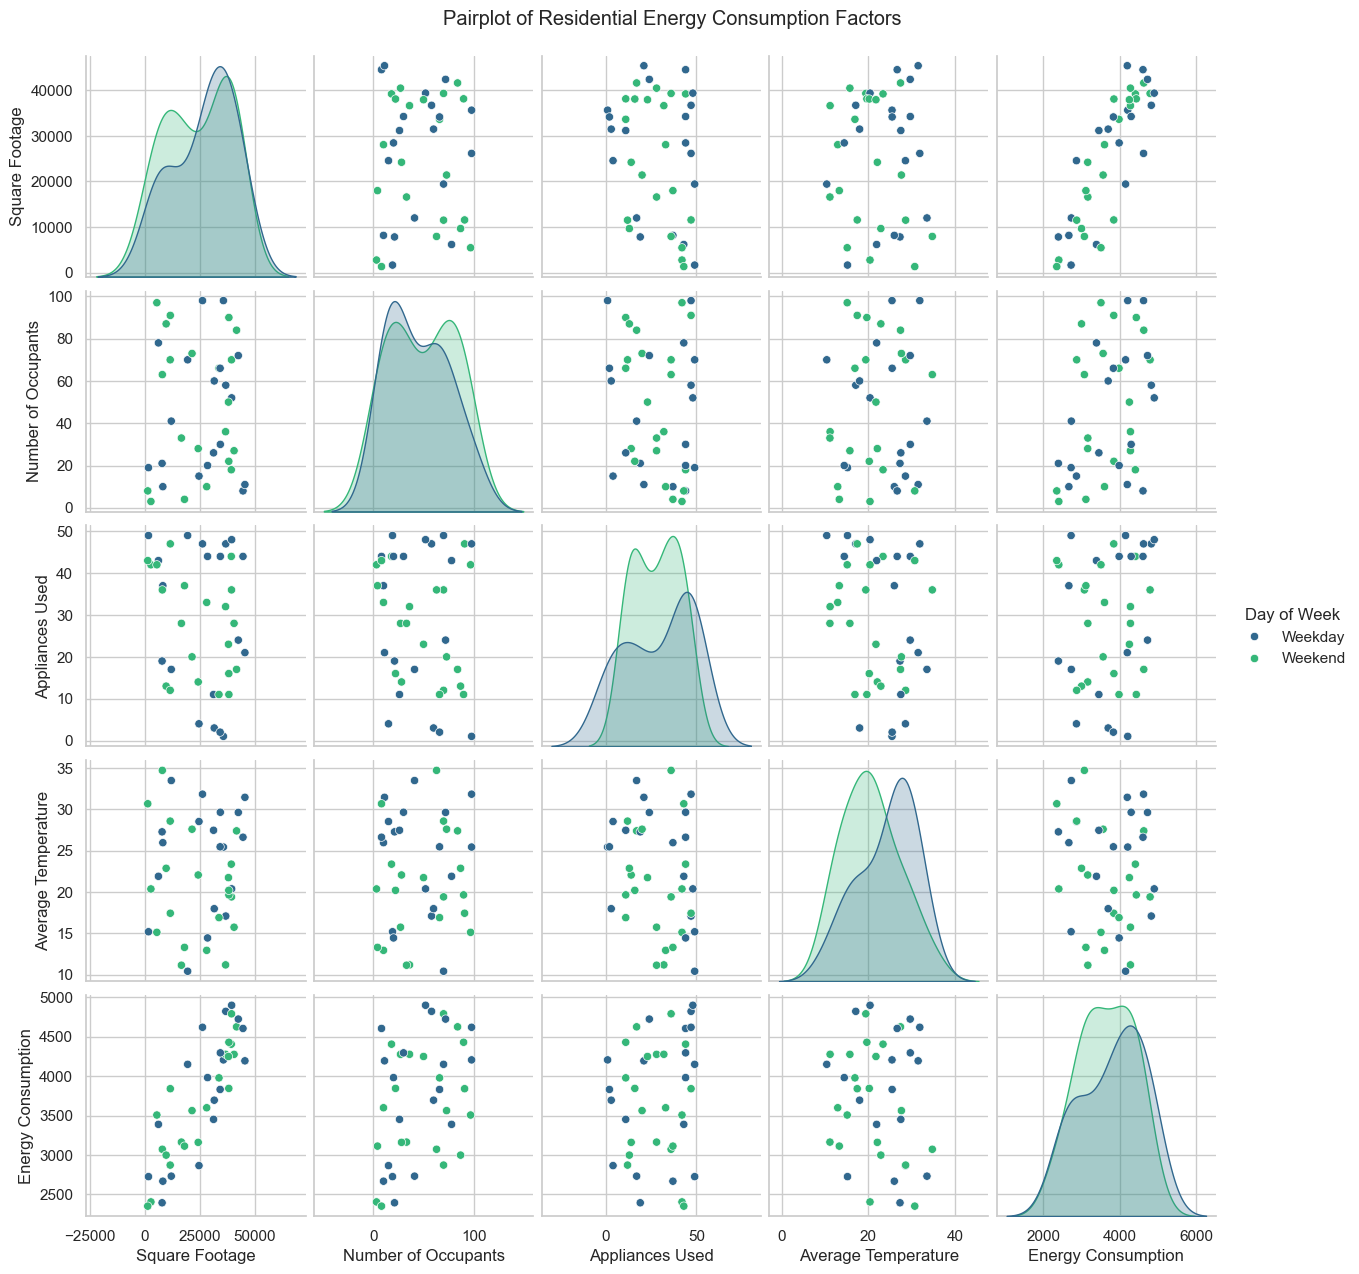 Pairplot of Residential Energy Consumption Factors
Square Footage
40000
30000
20000
10000
0
Number of Occupants
100
80
60
40
20
0
Appliances Used
50
40
30
20
10
0
Day of Week
Weekday
Weekend
Average Temperature
35
30
25
20
15
10
Energy Consumption
5000
4500
4000
3500
3000
2500
−25000 0 25000 50000
0 100
0 50
0 20 40
2000 4000 6000
Square Footage
Number of Occupants
Appliances Used
Average Temperature
Energy Consumption